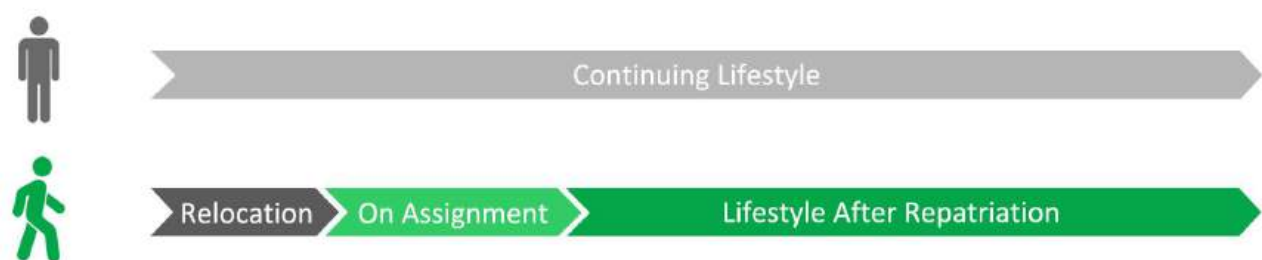 Continuing Lifestyle
Relocation
On Assignment
Lifestyle After Repatriation